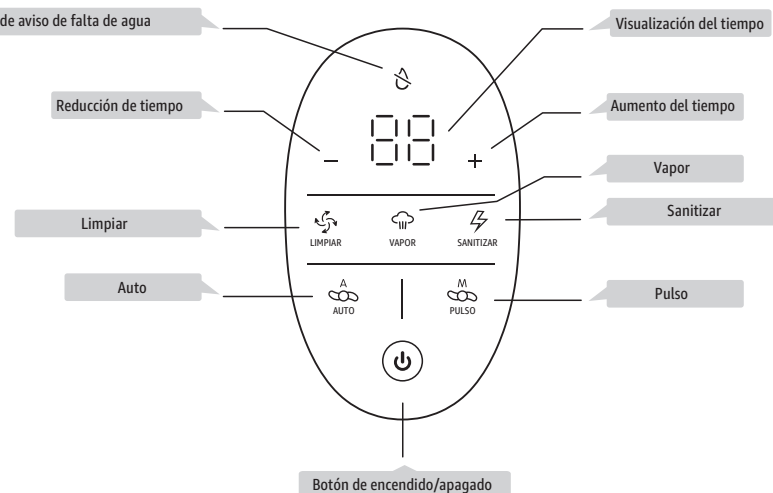 de aviso de falta de agua
Visualización del tiempo
Reducción de tiempo
Aumento del tiempo
88
Vapor
Limpiar
Sanitizar
LIMPIAR
VAPOR
SANITIZAR
Auto
Pulso
A
M
AUTO
PULSO
Botón de encendido/apagado